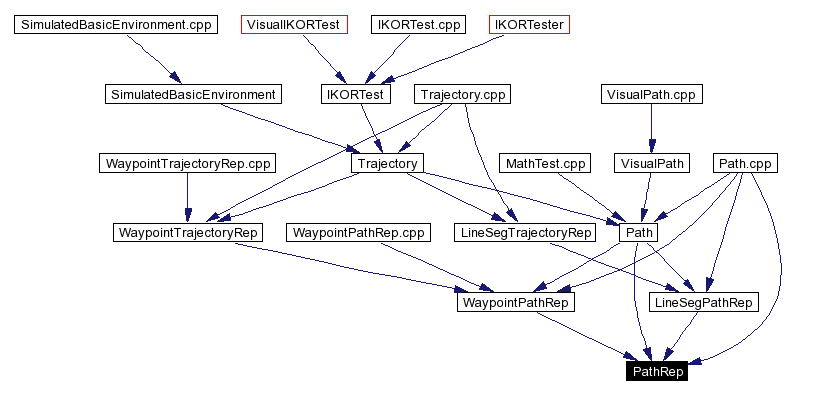 SimulatedBasicEnvironment.cpp
VisualIKORTest
IKORTest.cpp
IKORTester
SimulatedBasicEnvironment
IKORTest
Trajectory.cpp
VisualPath.cpp
WaypointTrajectoryRep.cpp
Trajectory
MathTest.cpp
VisualPath
Path.cpp
WaypointTrajectoryRep
WaypointPathRep.cpp
LineSegTrajectoryRep
Path
WaypointPathRep
LineSegPathRep
PathRep